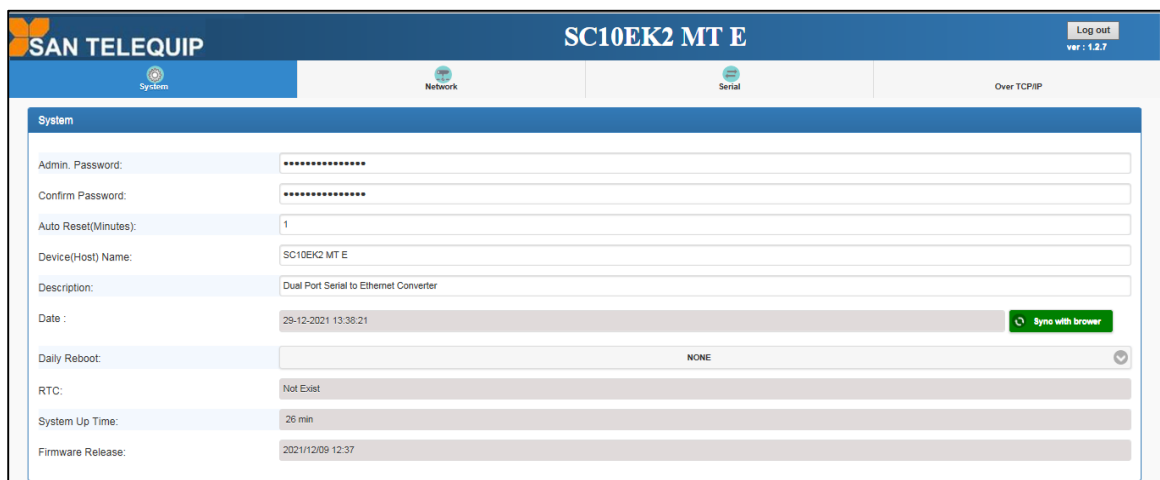 SAN TELEQUIP
SC10EK2 MT E
Log out
ver : 1.2.7
System
Network
Serial
Over TCP/IP
System
Admin. Password: •••••••••••••••
Confirm Password: •••••••••••••••
Auto Reset(Minutes): 1
Device(Host) Name: SC10EK2 MT E
Description: Dual Port Serial to Ethernet Converter
Date : 29-12-2021 13:38:21 Sync with brower
Daily Reboot: NONE
RTC: Not Exist
System Up Time: 26 min
Firmware Release: 2021/12/09 12:37